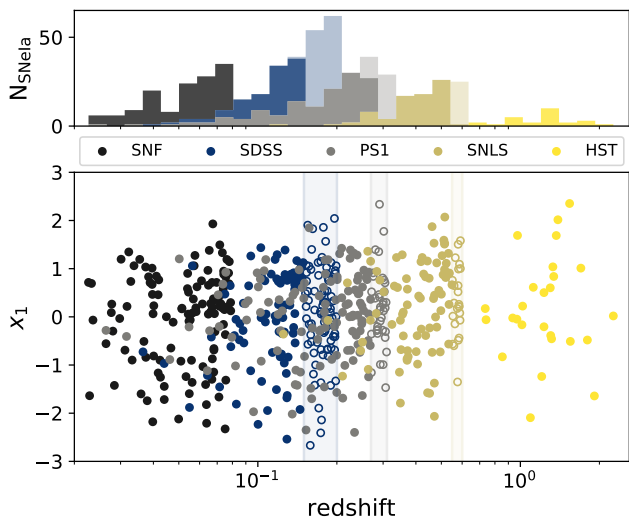 50
0
N_SNeIa
SNF SDSS PS1 SNLS HST
3
2
1
0
−1
−2
−3
x_1
10^−1 10^0
redshift